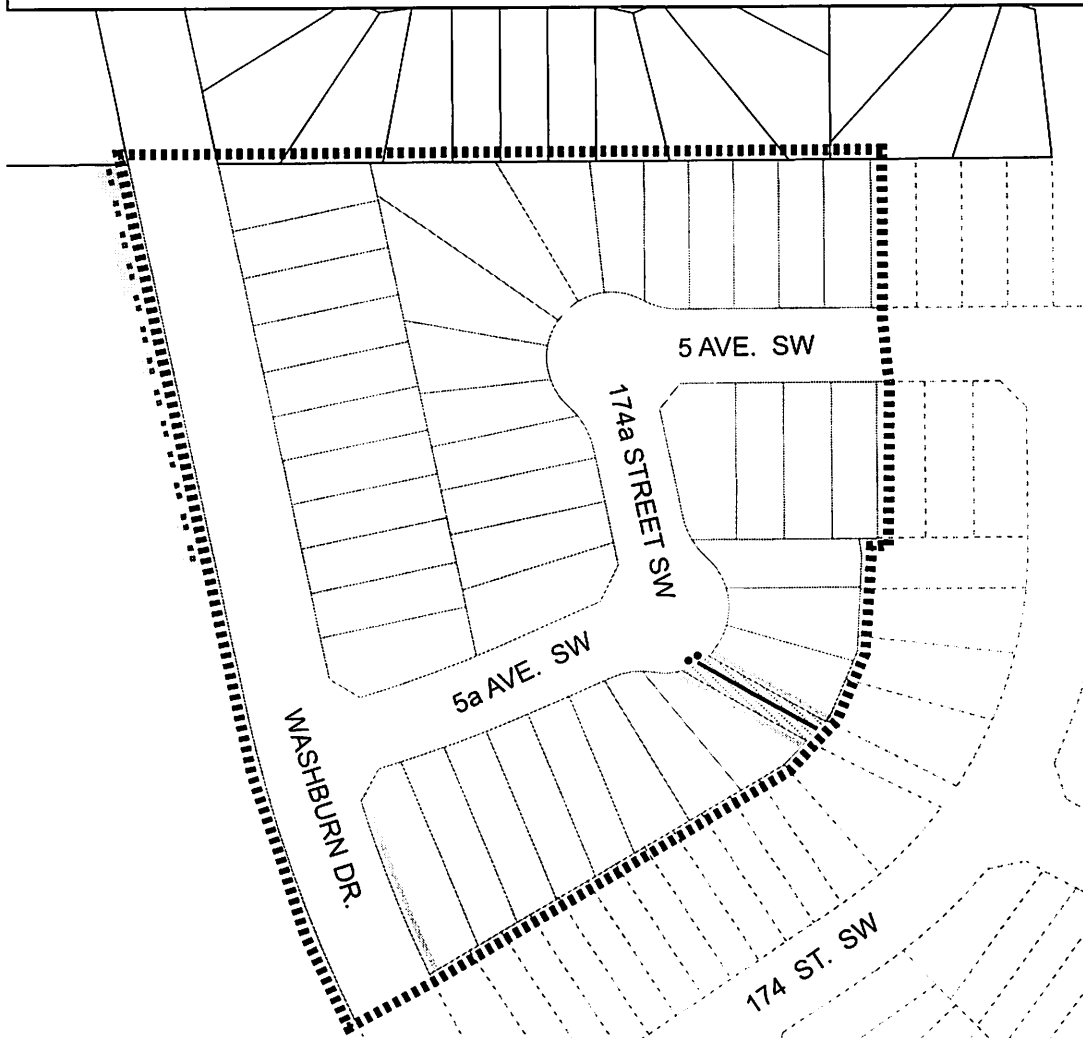 5 AVE. SW
174a STREET SW
5a AVE. SW
WASHBURN DR.
174 ST. SW